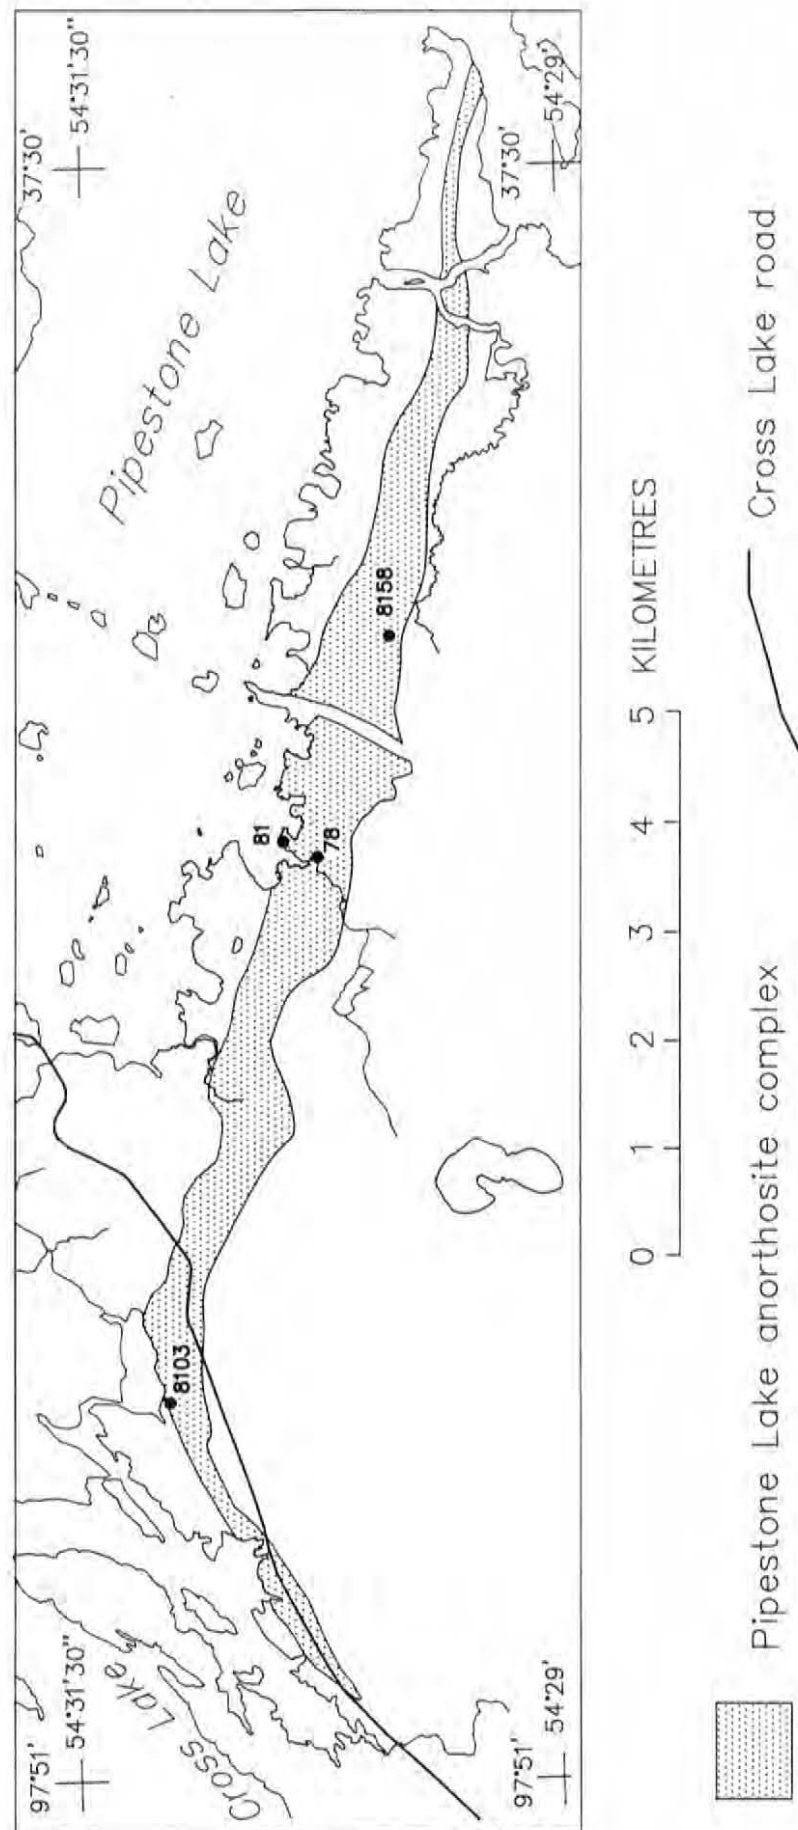 97°51'
54°31'30"
37°30'
54°31'30"
Cross Lake
Pipestone Lake
8103
81
78
8158
97°51'
54°29'
37°30'
54°29'
0 1 2 3 4 5 KILOMETRES
Pipestone Lake anorthosite complex
Cross Lake road